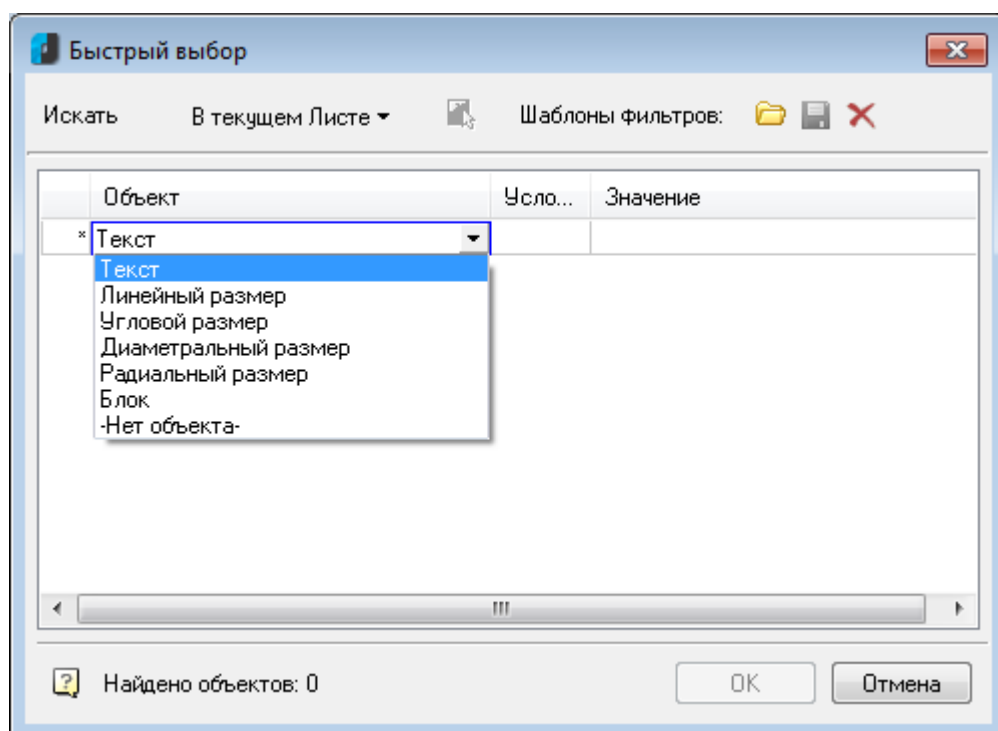 Быстрый выбор
Искать В текущем Листе Шаблоны фильтров:
Объект Усло... Значение
* Текст
Текст
Линейный размер
Угловой размер
Диаметральный размер
Радиальный размер
Блок
-Нет объекта-
Найдено объектов: 0 OK Отмена